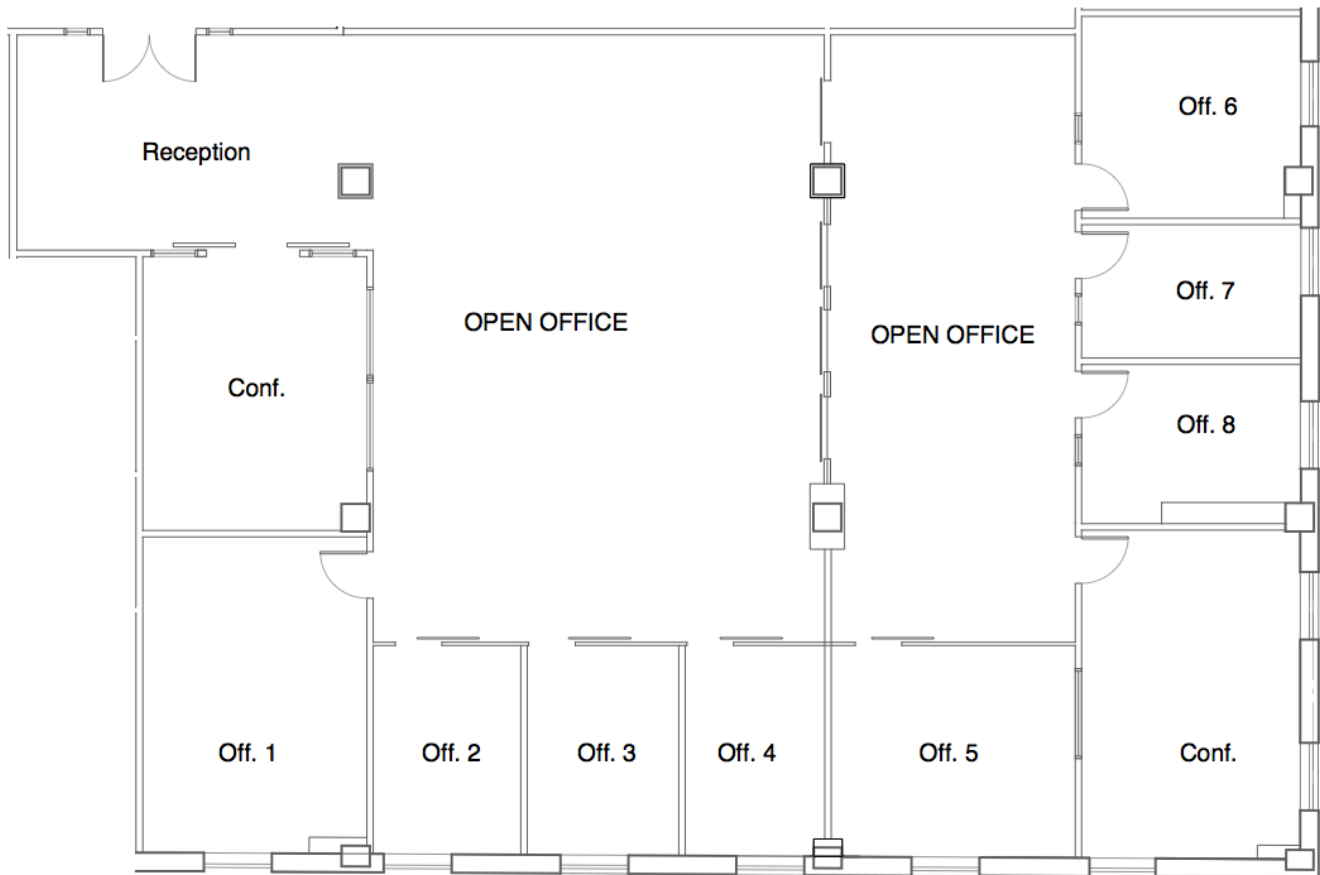 Off. 6
Reception
Off. 7
OPEN OFFICE
OPEN OFFICE
Conf.
Off. 8
Off. 1
Off. 2
Off. 3
Off. 4
Off. 5
Conf.